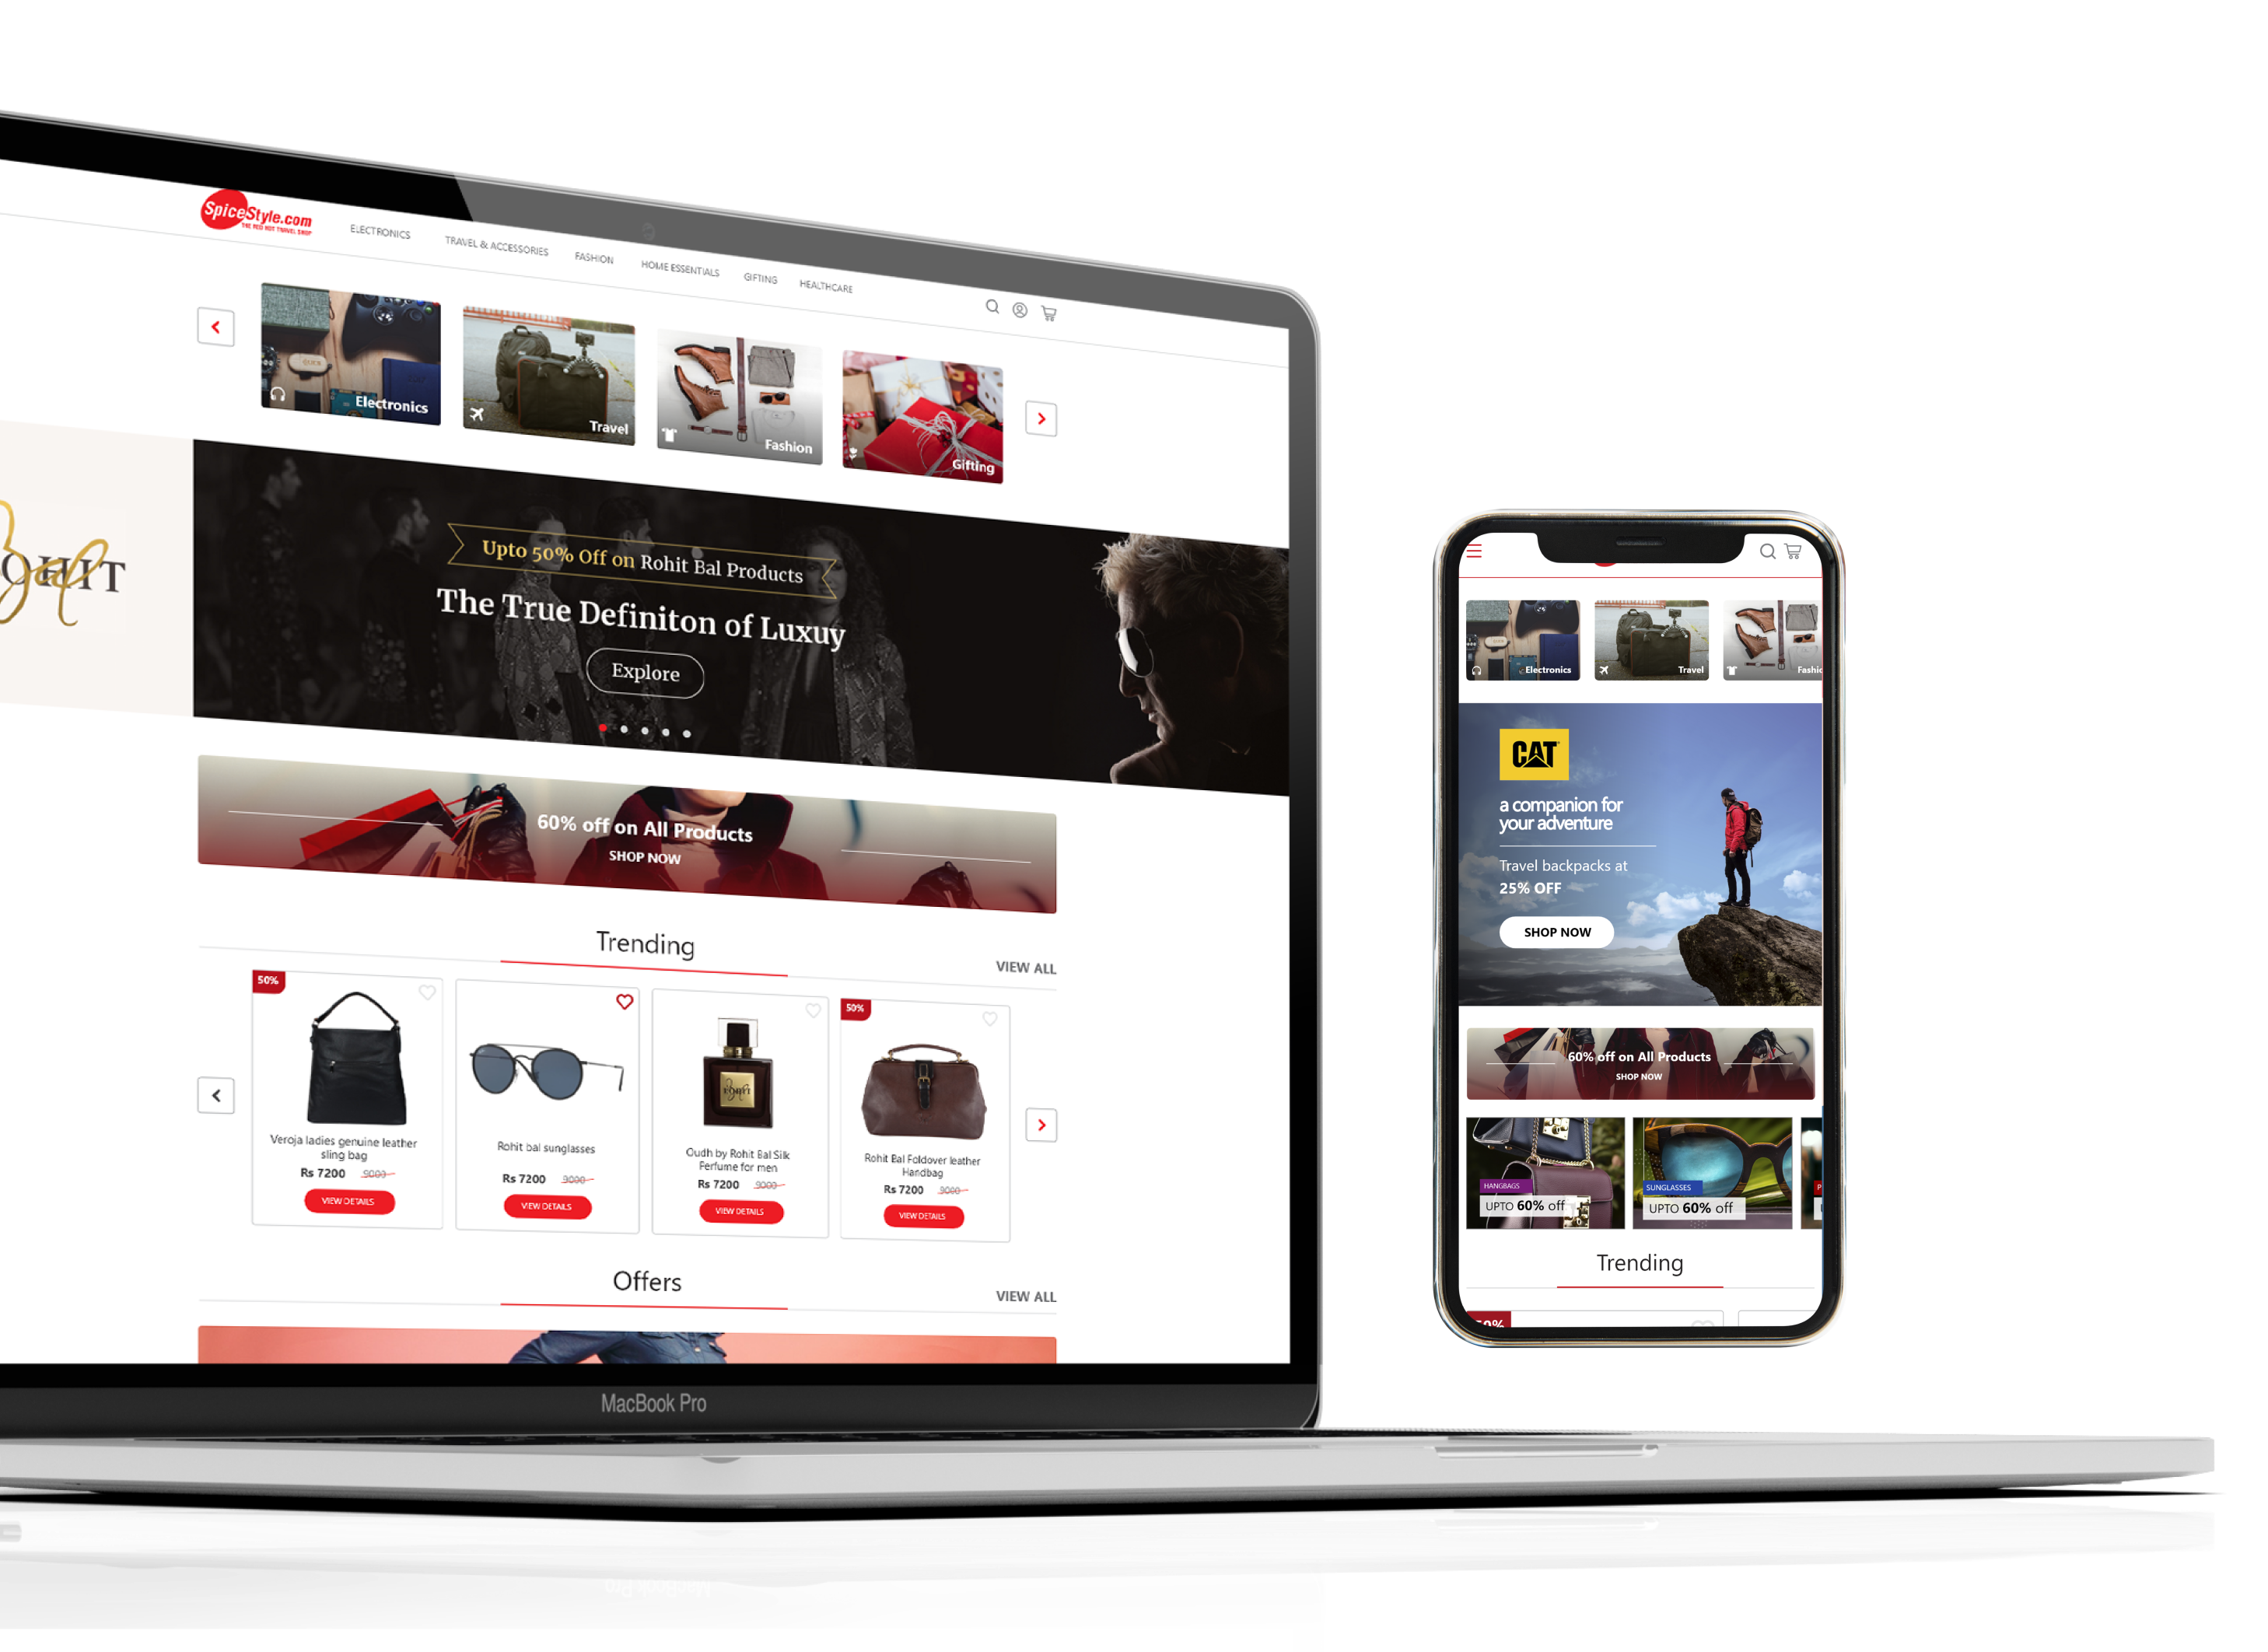 SpiceStyle.com
THE RED HOT TRAVEL SHOP
ELECTRONICS
TRAVEL & ACCESSORIES
FASHION
HOME ESSENTIALS
GIFTING
HEALTHCARE
Electronics
Travel
Fashion
Gifting
OHIT
Bal
Upto 50% Off on Rohit Bal Products
The True Definiton of Luxuy
Explore
60% off on All Products
SHOP NOW
Trending
VIEW ALL
50%
50%
Veroja ladies genuine leather
sling bag
Rs 7200 9000
VIEW DETAILS
Rohit bal sunglasses
Rs 7200 9000
VIEW DETAILS
Oudh by Rohit Bal Silk
Perfume for men
Rs 7200 9000
VIEW DETAILS
Rohit Bal Foldover leather
Handbag
Rs 7200 9000
VIEW DETAILS
Offers
VIEW ALL
MacBook Pro
Electronics
Travel
Fashic
CAT
a companion for
your adventure
Travel backpacks at
25% OFF
SHOP NOW
60% off on All Products
SHOP NOW
HANGBAGS
UPTO 60% off
SUNGLASSES
UPTO 60% off
P
Trending
50%